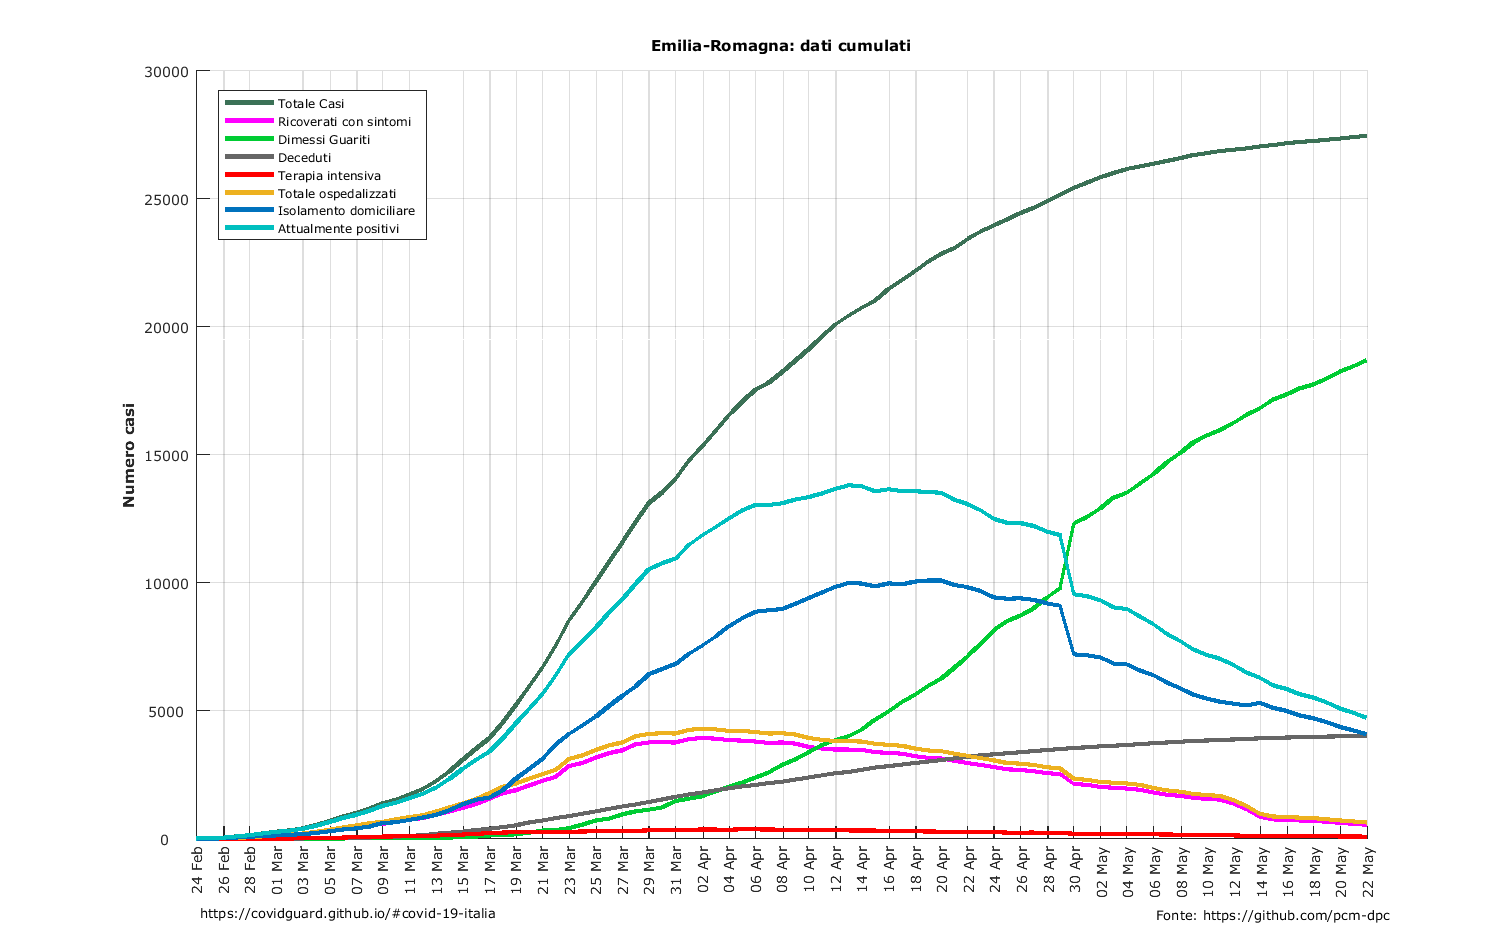 Emilia-Romagna: dati cumulati
Numero casi
30000
25000
20000
15000
10000
5000
0
Totale Casi
Ricoverati con sintomi
Dimessi Guariti
Deceduti
Terapia intensiva
Totale ospedalizzati
Isolamento domiciliare
Attualmente positivi
24 Feb
26 Feb
28 Feb
01 Mar
03 Mar
05 Mar
07 Mar
09 Mar
11 Mar
13 Mar
15 Mar
17 Mar
19 Mar
21 Mar
23 Mar
25 Mar
27 Mar
29 Mar
31 Mar
02 Apr
04 Apr
06 Apr
08 Apr
10 Apr
12 Apr
14 Apr
16 Apr
18 Apr
20 Apr
22 Apr
24 Apr
26 Apr
28 Apr
30 Apr
02 May
04 May
06 May
08 May
10 May
12 May
14 May
16 May
18 May
20 May
22 May
https://covidguard.github.io/#covid-19-italia
Fonte: https://github.com/pcm-dpc